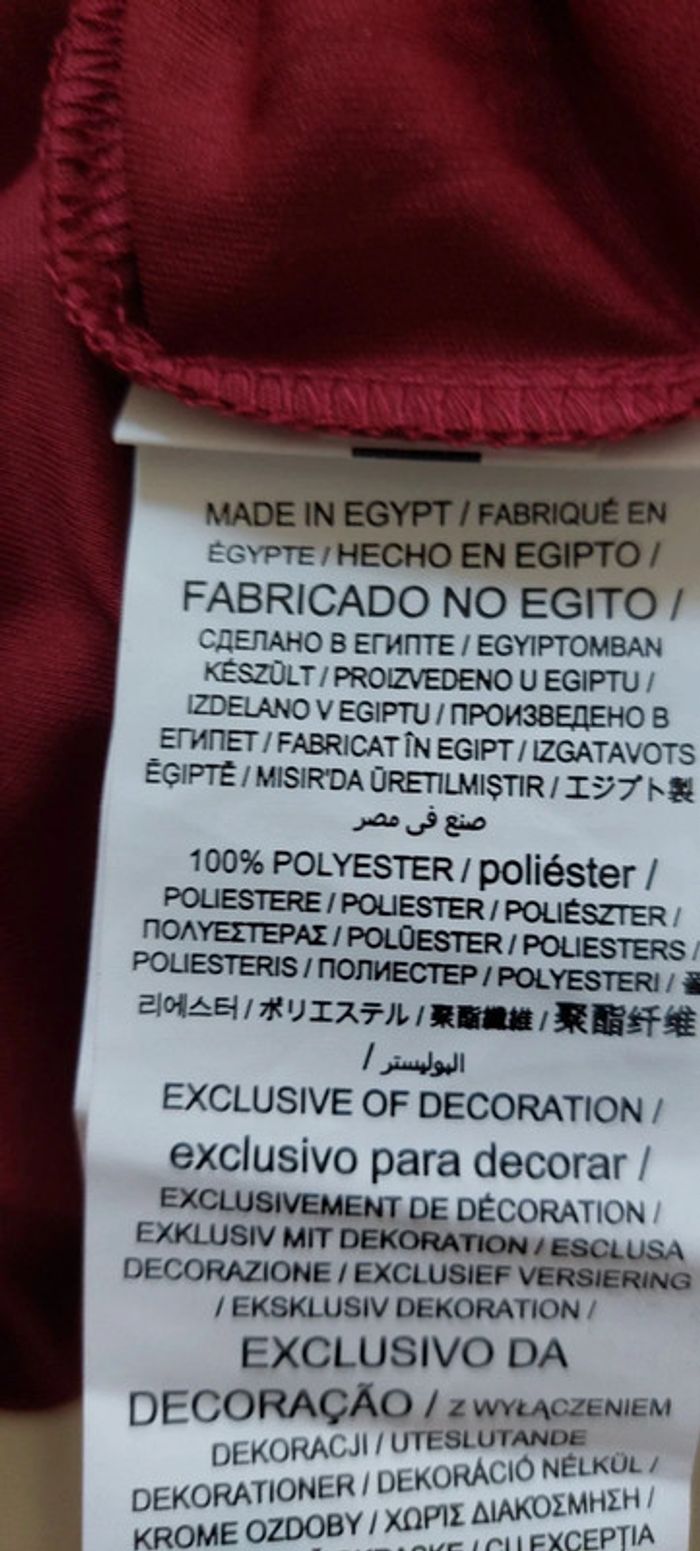 MADE IN EGYPT / FABRIQUÉ EN
ÉGYPTE / HECHO EN EGIPTO /
FABRICADO NO EGITO /
СДЕЛАНО В ЕГИПТЕ / EGYIPTOMBAN
KÉSZÜLT / PROIZVEDENO U EGIPTU /
IZDELANO V EGIPTU / ПРОИЗВЕДЕНО В
ЕГИПЕТ / FABRICAT ÎN EGIPT / IZGATAVOTS
ĒĢIPTĒ / MISIR'DA ÜRETILMIŞTIR / エジプト製
صنع في مصر
100% POLYESTER / poliéster /
POLIESTERE / POLIESTER / POLIÉSZTER /
ΠΟΛΥΕΣΤΕΡΑΣ / POLÜESTER / POLIESTERS /
POLIESTERIS / ПОЛИЕСТЕР / POLYESTERI /
리에스터 / ポリエステル / 聚酯纖維 / 聚酯纤维
البوليستر /
EXCLUSIVE OF DECORATION /
exclusivo para decorar /
EXCLUSIVEMENT DE DÉCORATION /
EXKLUSIV MIT DEKORATION / ESCLUSA
DECORAZIONE / EXCLUSIEF VERSIERING
/ EKSKLUSIV DEKORATION /
EXCLUSIVO DA
DECORAÇÃO / Z WYŁĄCZENIEM
DEKORACJI / UTESLUTANDE
DEKORATIONER / DEKORÁCIÓ NÉLKÜL /
KROME OZDOBY / ΧΩΡΊΣ ΔΙΑΚΌΣΜΗΣΗ /
/ CU EXCEPŢIA